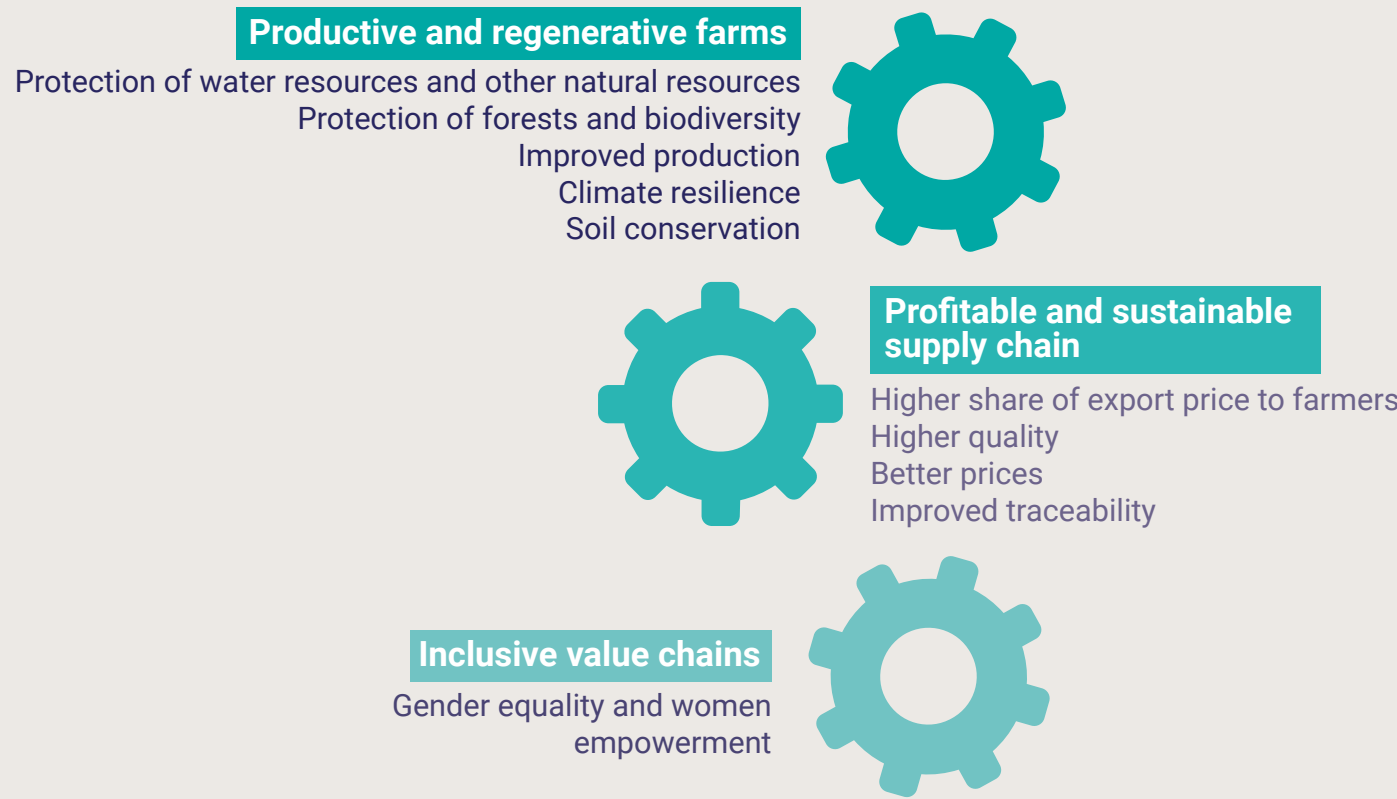 Productive and regenerative farms
Protection of water resources and other natural resources
Protection of forests and biodiversity
Improved production
Climate resilience
Soil conservation
Profitable and sustainable
supply chain
Higher share of export price to farmers
Higher quality
Better prices
Improved traceability
Inclusive value chains
Gender equality and women
empowerment